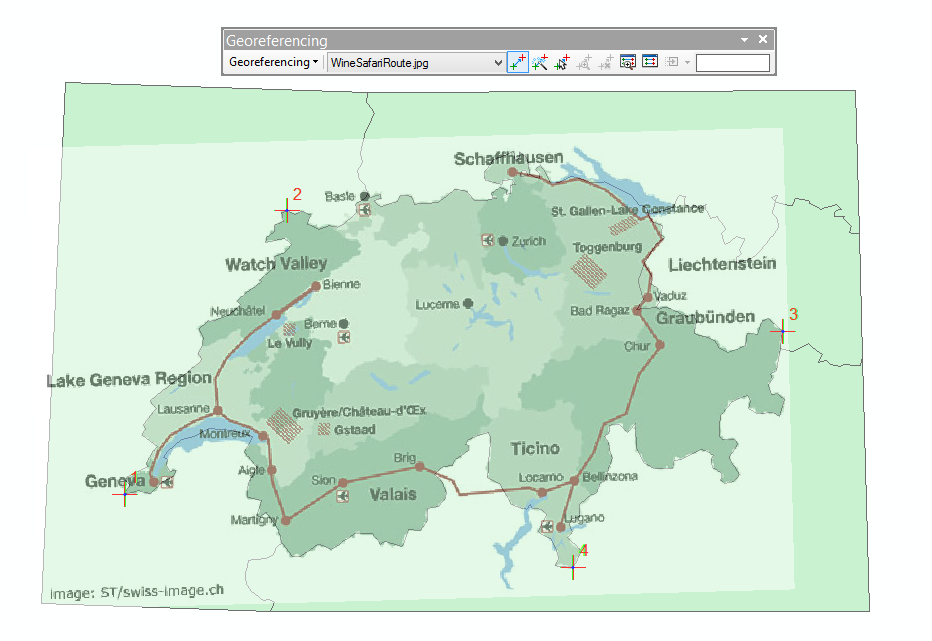 Georeferencing
Georeferencing WineSafariRoute.jpg
Schaffhausen
2
Basle
St. Gallen-Lake Constance
Zurich
Toggenburg
Watch Valley
Liechtenstein
Bienne
Vaduz
Lucerne
Neuchâtel
Bad Ragaz
Graubünden
3
Berne
Le Vully
Chur
Lake Geneva Region
Lausanne
Gruyère/Château-d'Œx
Gstaad
Montreux
Ticino
Brig
Aigle
1
Geneva
Sion
Valais
Locarno
Bellinzona
Martigny
Lugano
4
image: ST/swiss-image.ch